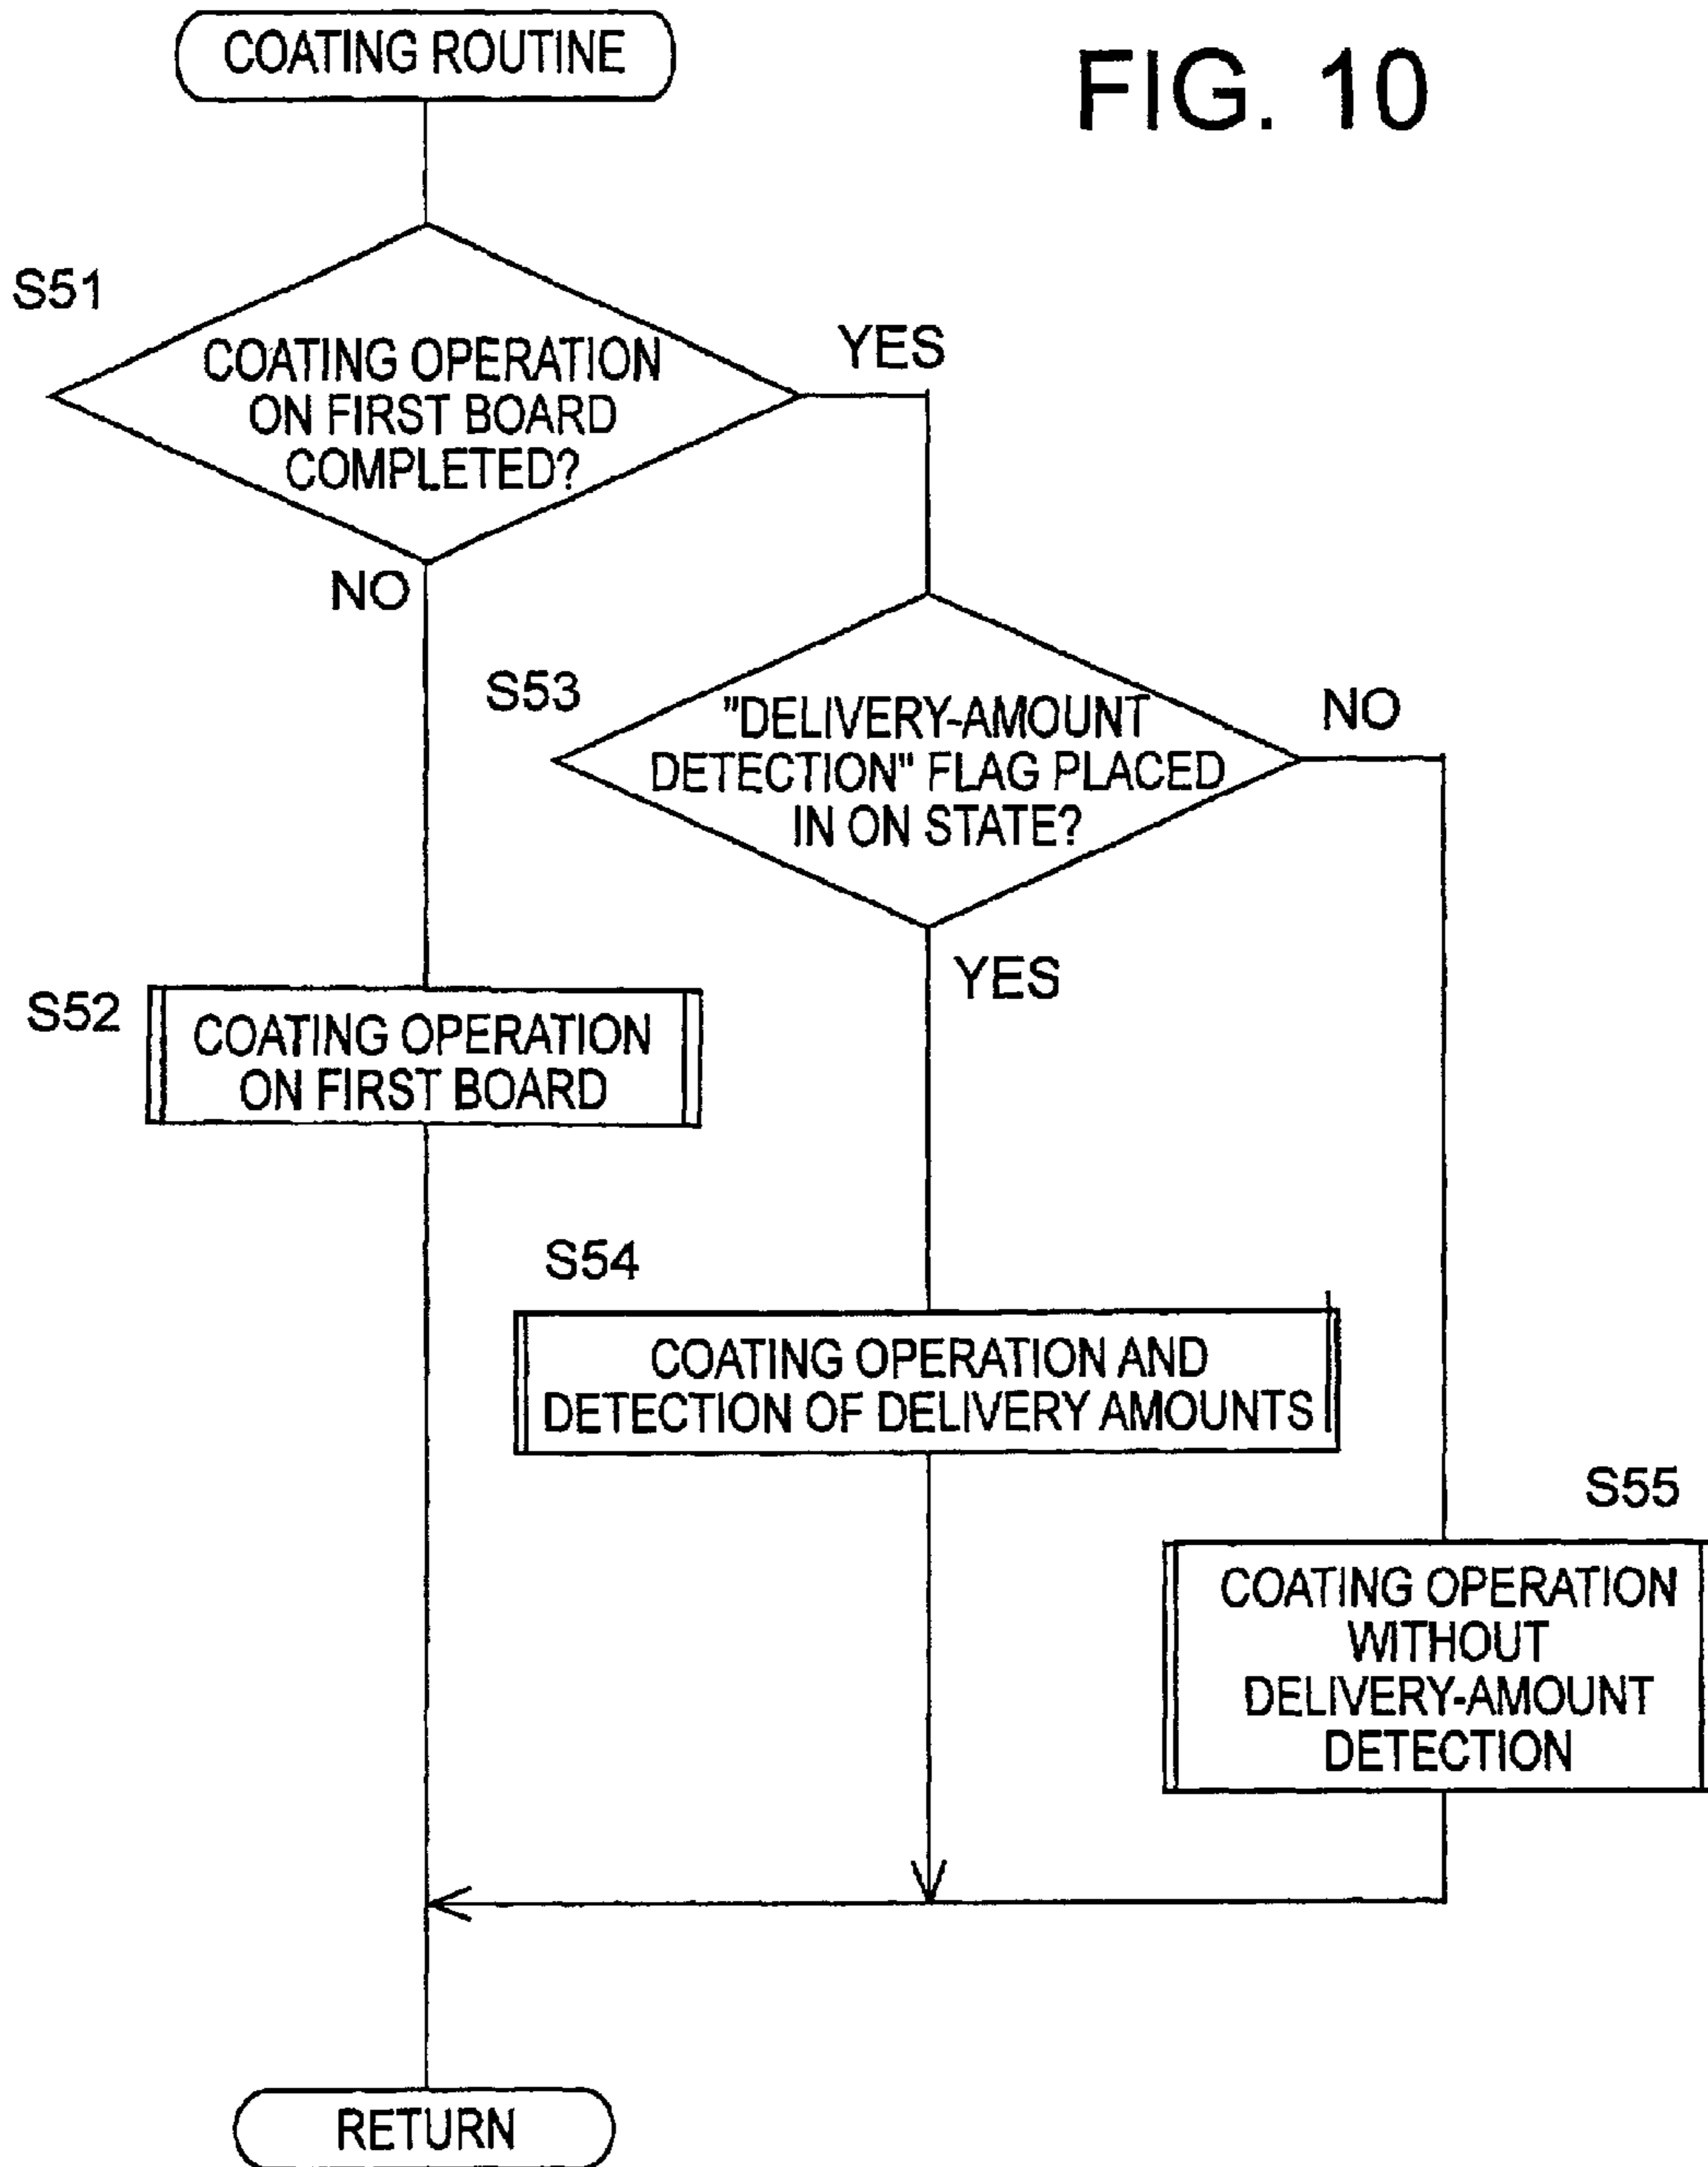 COATING ROUTINE
FIG. 10
S51
COATING OPERATION
ON FIRST BOARD
COMPLETED?
YES
NO
S53
"DELIVERY-AMOUNT
DETECTION" FLAG PLACED
IN ON STATE?
NO
YES
S52
COATING OPERATION
ON FIRST BOARD
S54
COATING OPERATION AND
DETECTION OF DELIVERY AMOUNTS
S55
COATING OPERATION
WITHOUT
DELIVERY-AMOUNT
DETECTION
RETURN